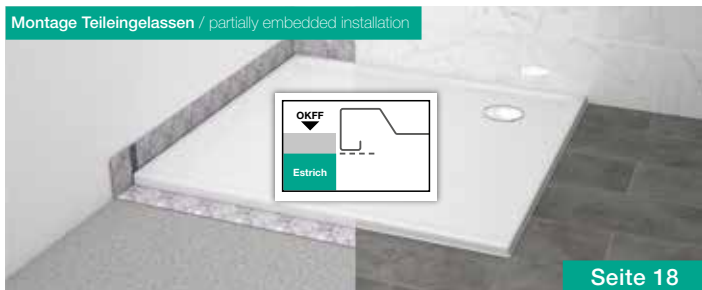 Montage Teileingelassen / partially embedded installation
OKFF
Estrich
Seite 18